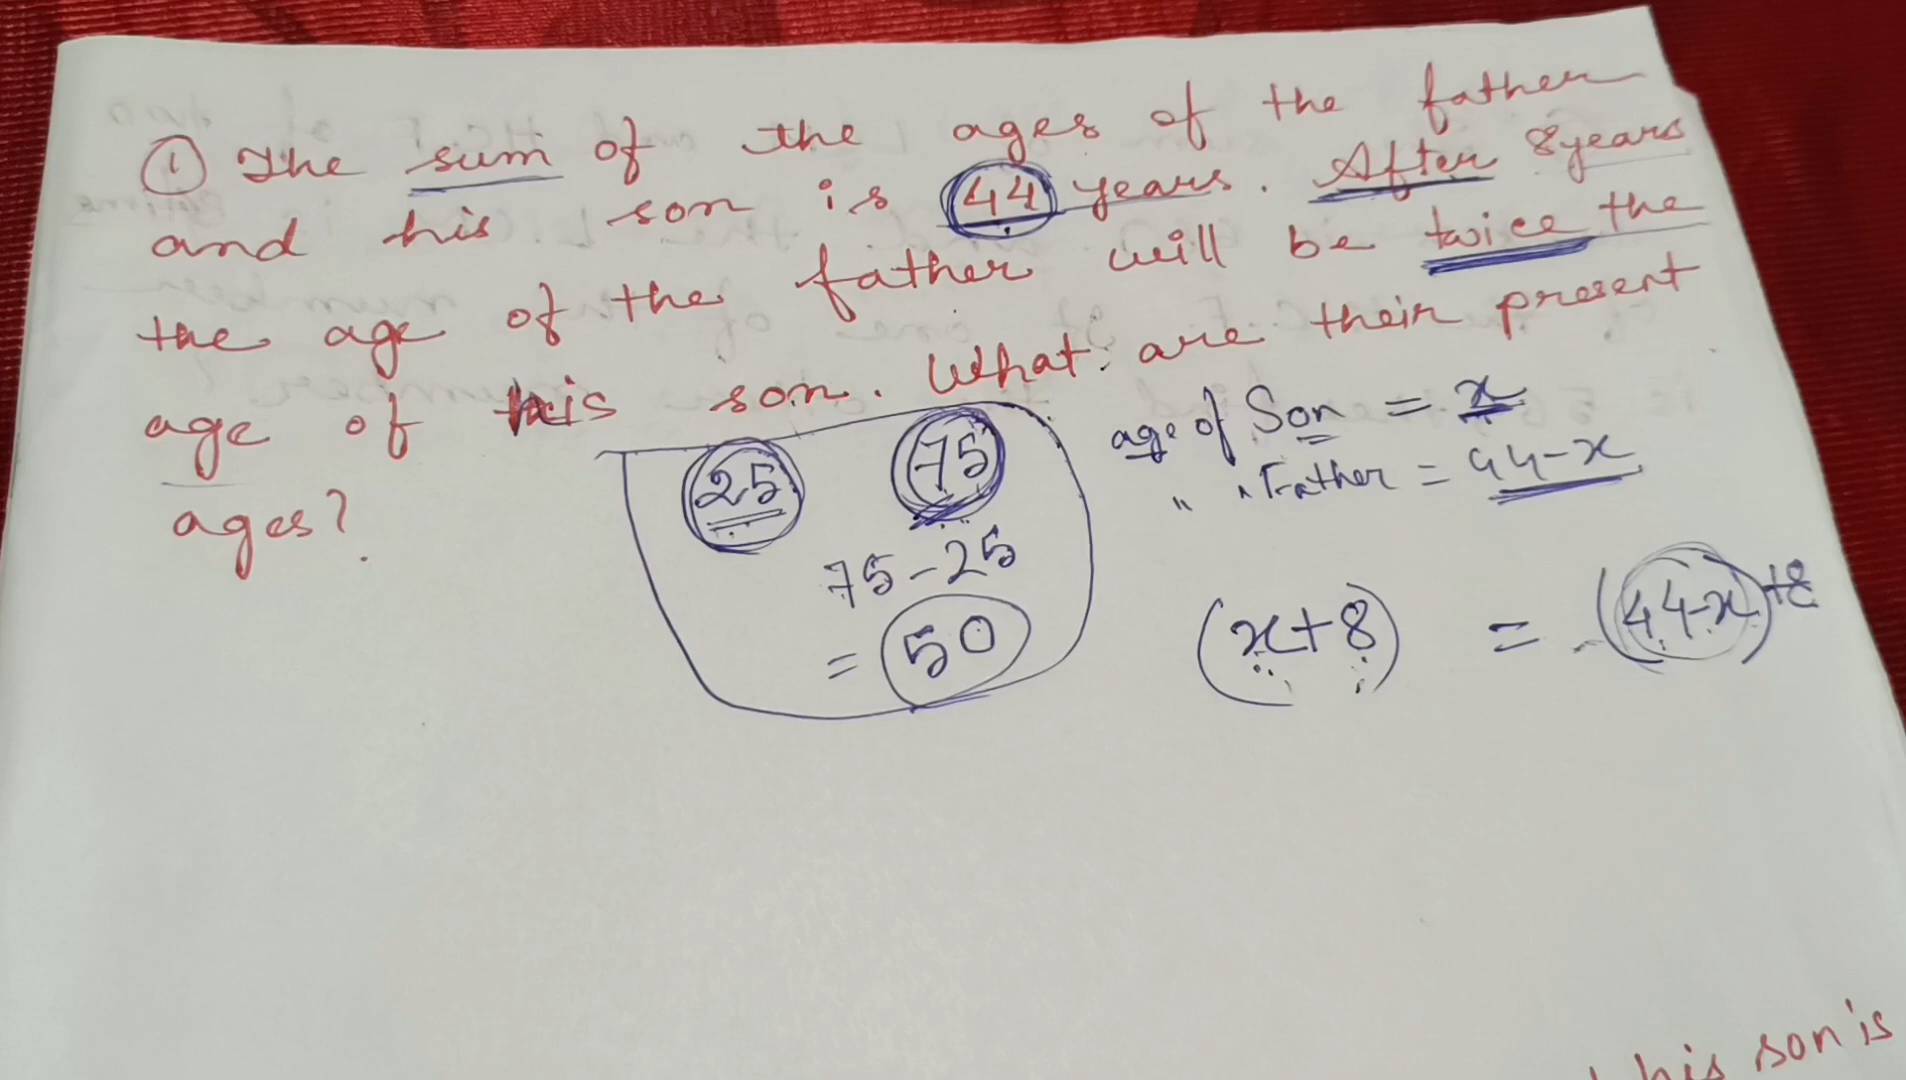 ① The sum of the ages of the father
and his son is 44 years. After 8 years
the age of the father will be twice the
age of his son. What are their present
ages?
25 75
75-25
= 50
age of Son = x
" " Father = 44-x
(x+8) = (44-x)+8
his son is